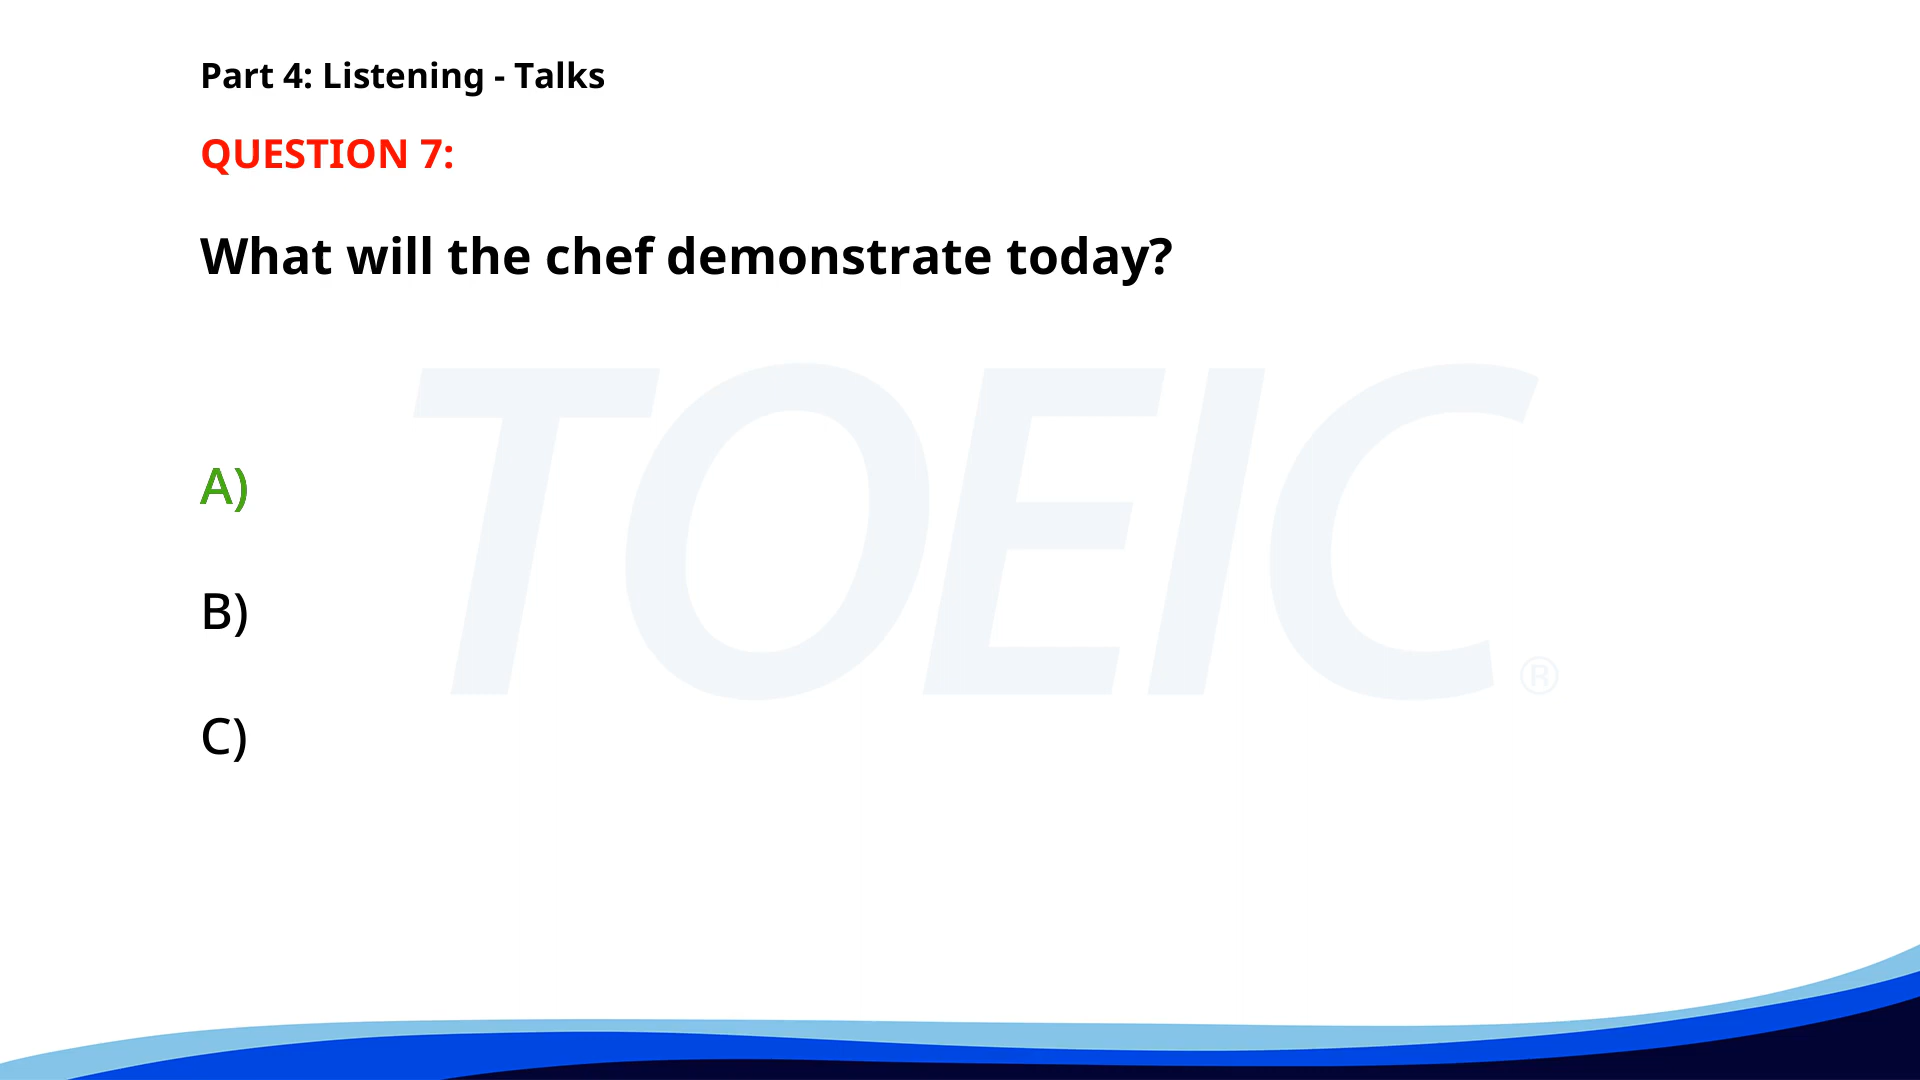 Part 4: Listening - Talks
QUESTION 7:
What will the chef demonstrate today?
TOEIC®
A)
B)
C)